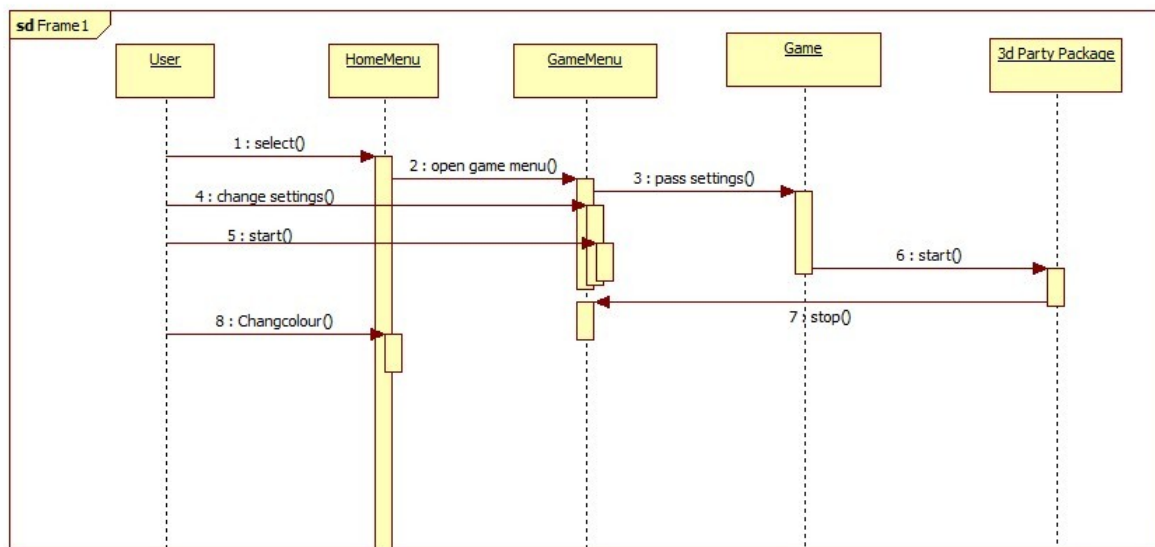 sd Frame1
User
HomeMenu
GameMenu
Game
3d Party Package
1 : select()
2 : open game menu()
3 : pass settings()
4 : change settings()
5 : start()
6 : start()
7 : stop()
8 : Changcolour()